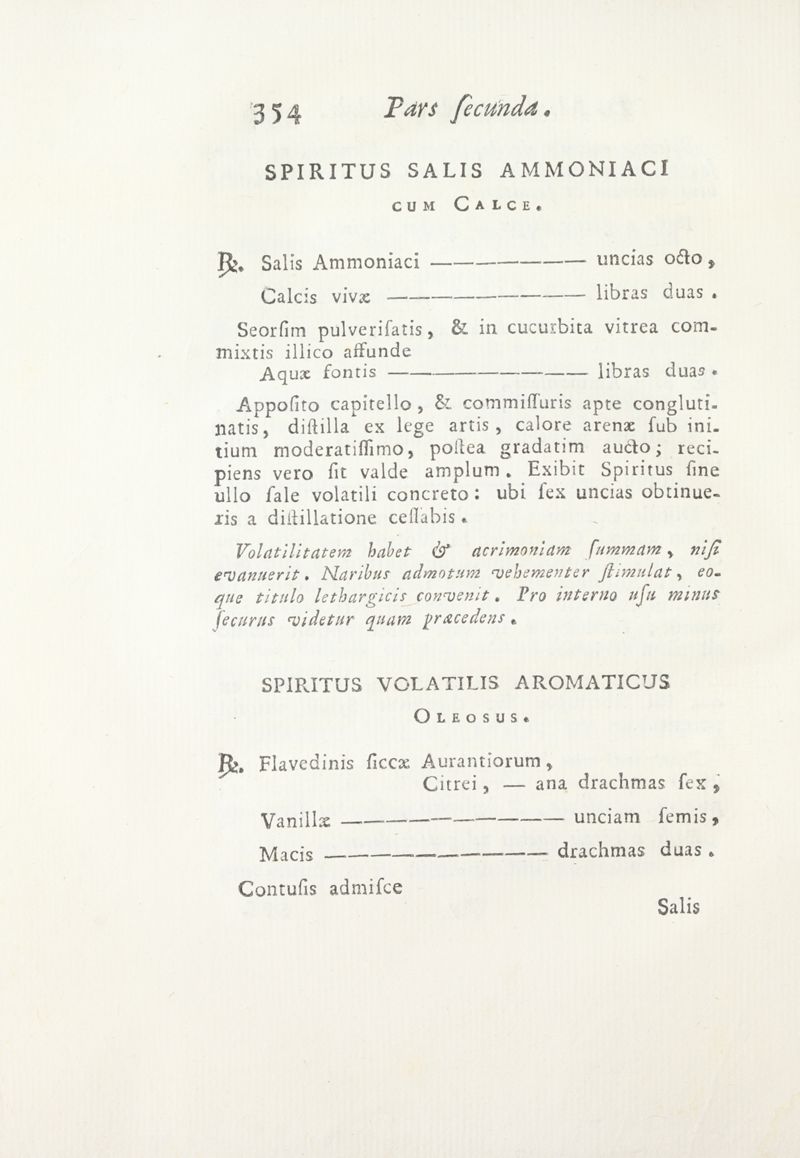 354 Pars ſecunda.
SPIRITUS SALIS AMMONIACI
CUM CALCE.
℞. Salis Ammoniaci —————— uncias octo,
Calcis vivæ —————— libras duas.
Seorſim pulveriſatis, & in cucurbita vitrea com-
mixtis illico affunde
Aquæ fontis —————— libras duas.
Appoſito capitello, & commiſſuris apte congluti-
natis, diſtilla ex lege artis, calore arenæ ſub ini-
tium moderatiſſimo, poſtea gradatim aucto; reci-
piens vero ſit valde amplum. Exibit Spiritus ſine
ullo ſale volatili concreto: ubi ſex uncias obtinue-
ris a diſtillatione ceſſabis.
Volatilitatem habet & acrimoniam ſummam, niſi
evanuerit. Naribus admotum vehementer ſtimulat, eo-
que titulo lethargicis convenit. Pro interno uſu minus
ſecurus videtur quam præcedens.
SPIRITUS VOLATILIS AROMATICUS
OLEOSUS.
℞. Flavedinis ſiccæ Aurantiorum,
Citrei, — ana drachmas ſex,
Vanillæ —————— unciam ſemis,
Macis —————— drachmas duas.
Contuſis admiſce
Salis